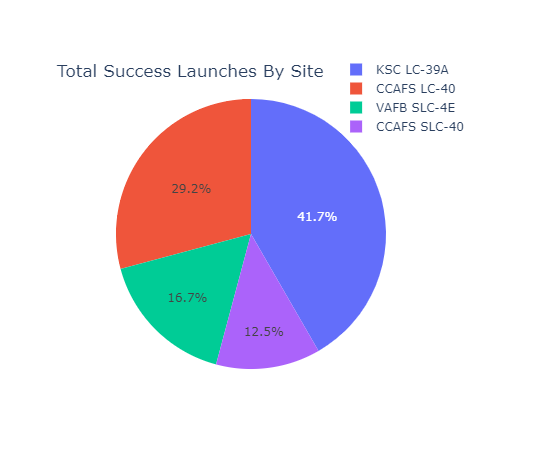 Total Success Launches By Site
KSC LC-39A
CCAFS LC-40
VAFB SLC-4E
CCAFS SLC-40
29.2%
41.7%
16.7%
12.5%